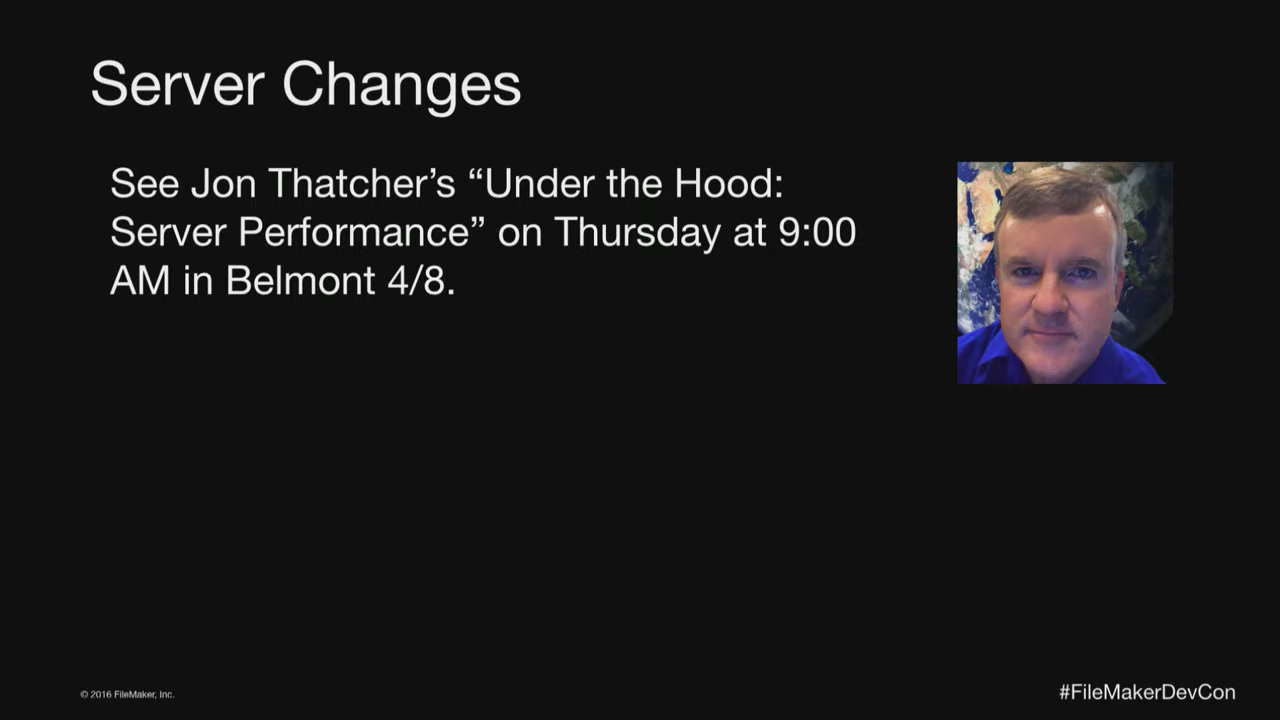 Server Changes
See Jon Thatcher’s “Under the Hood:
Server Performance” on Thursday at 9:00
AM in Belmont 4/8.
© 2016 FileMaker, Inc.
#FileMakerDevCon